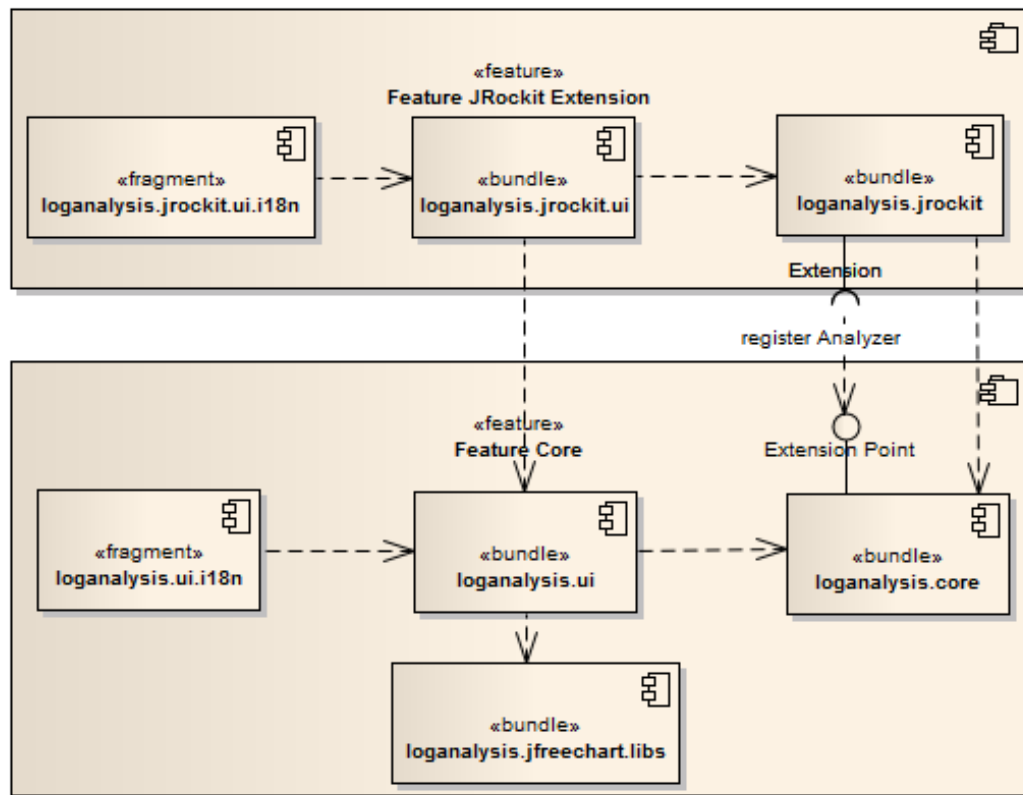 «feature»
Feature JRockit Extension
«fragment»
loganalysis.jrockit.ui.i18n
«bundle»
loganalysis.jrockit.ui
«bundle»
loganalysis.jrockit
Extension
register Analyzer
«feature»
Feature Core
Extension Point
«fragment»
loganalysis.ui.i18n
«bundle»
loganalysis.ui
«bundle»
loganalysis.core
«bundle»
loganalysis.jfreechart.libs